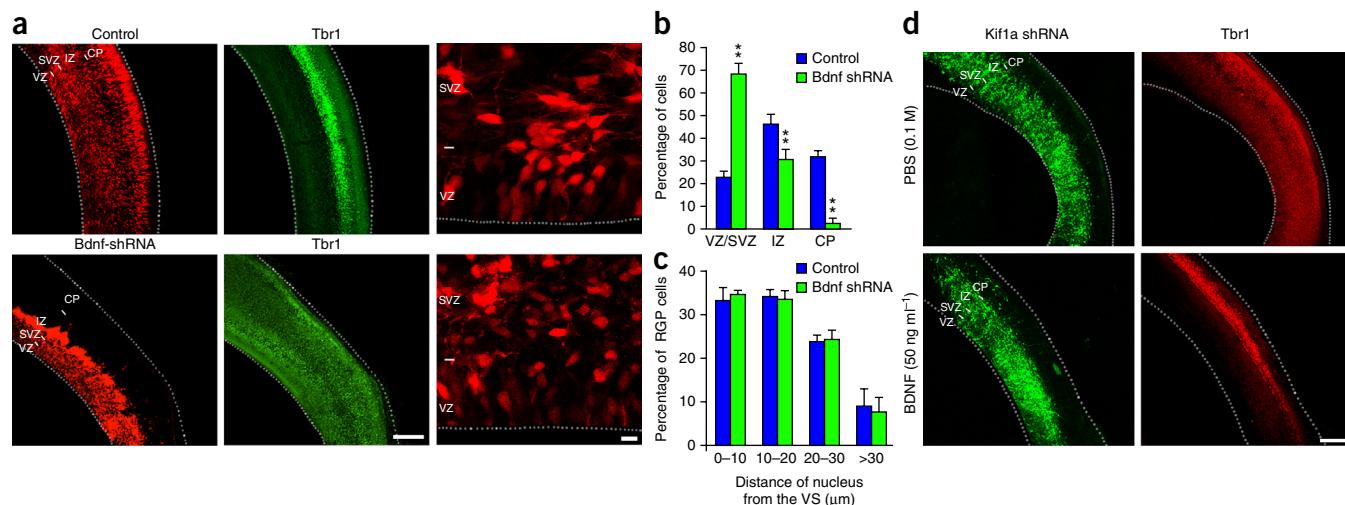 a
Control
Tbr1
CP
IZ
SVZ
VZ
SVZ
VZ
Bdnf-shRNA
Tbr1
CP
IZ
SVZ
VZ
SVZ
VZ
b
Percentage of cells
80
70
60
50
40
30
20
10
0
**
**
**
Control
Bdnf shRNA
VZ/SVZ
IZ
CP
c
Percentage of RGP cells
40
30
20
10
0
Control
Bdnf shRNA
0–10
10–20
20–30
>30
Distance of nucleus
from the VS (μm)
d
Kif1a shRNA
Tbr1
PBS (0.1 M)
CP
IZ
SVZ
VZ
BDNF (50 ng ml⁻¹)
CP
IZ
SVZ
VZ